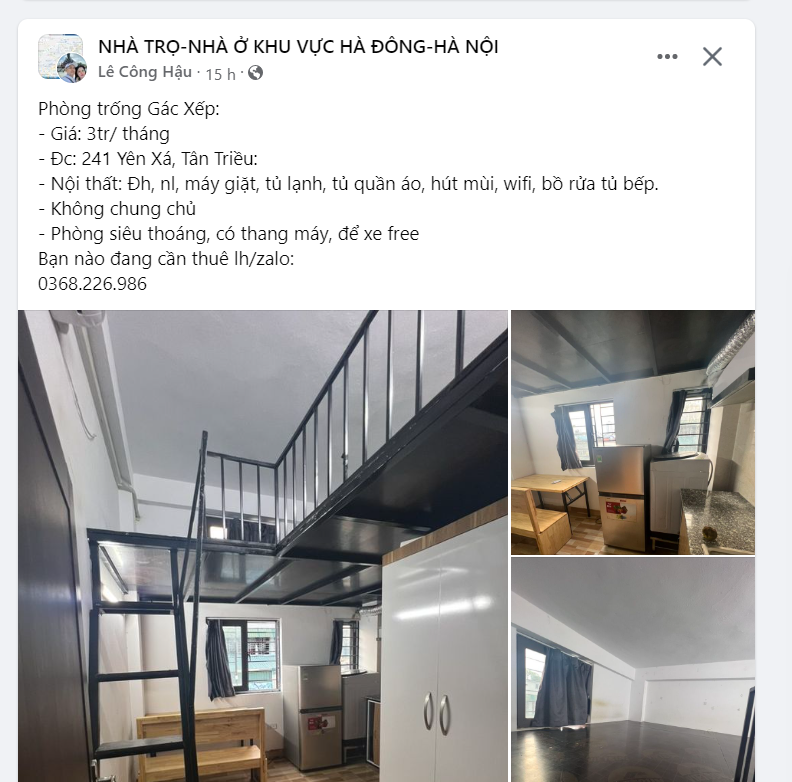 NHÀ TRỌ-NHÀ Ở KHU VỰC HÀ ĐÔNG-HÀ NỘI
Lê Công Hậu · 15 h ·
Phòng trống Gác Xếp:
- Giá: 3tr/ tháng
- Đc: 241 Yên Xá, Tân Triều:
- Nội thất: Đh, nl, máy giặt, tủ lạnh, tủ quần áo, hút mùi, wifi, bồ rửa tủ bếp.
- Không chung chủ
- Phòng siêu thoáng, có thang máy, để xe free
Bạn nào đang cần thuê lh/zalo:
0368.226.986